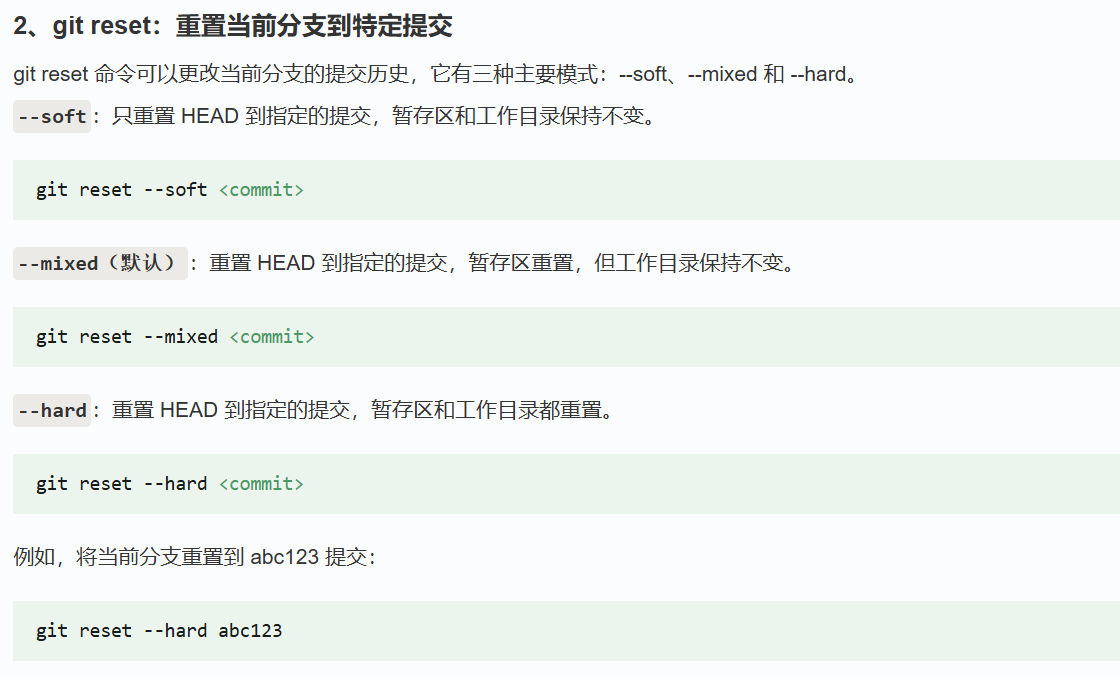 2、git reset：重置当前分支到特定提交
git reset 命令可以更改当前分支的提交历史，它有三种主要模式：--soft、--mixed 和 --hard。
--soft：只重置 HEAD 到指定的提交，暂存区和工作目录保持不变。
git reset --soft <commit>
--mixed（默认）：重置 HEAD 到指定的提交，暂存区重置，但工作目录保持不变。
git reset --mixed <commit>
--hard：重置 HEAD 到指定的提交，暂存区和工作目录都重置。
git reset --hard <commit>
例如，将当前分支重置到 abc123 提交：
git reset --hard abc123